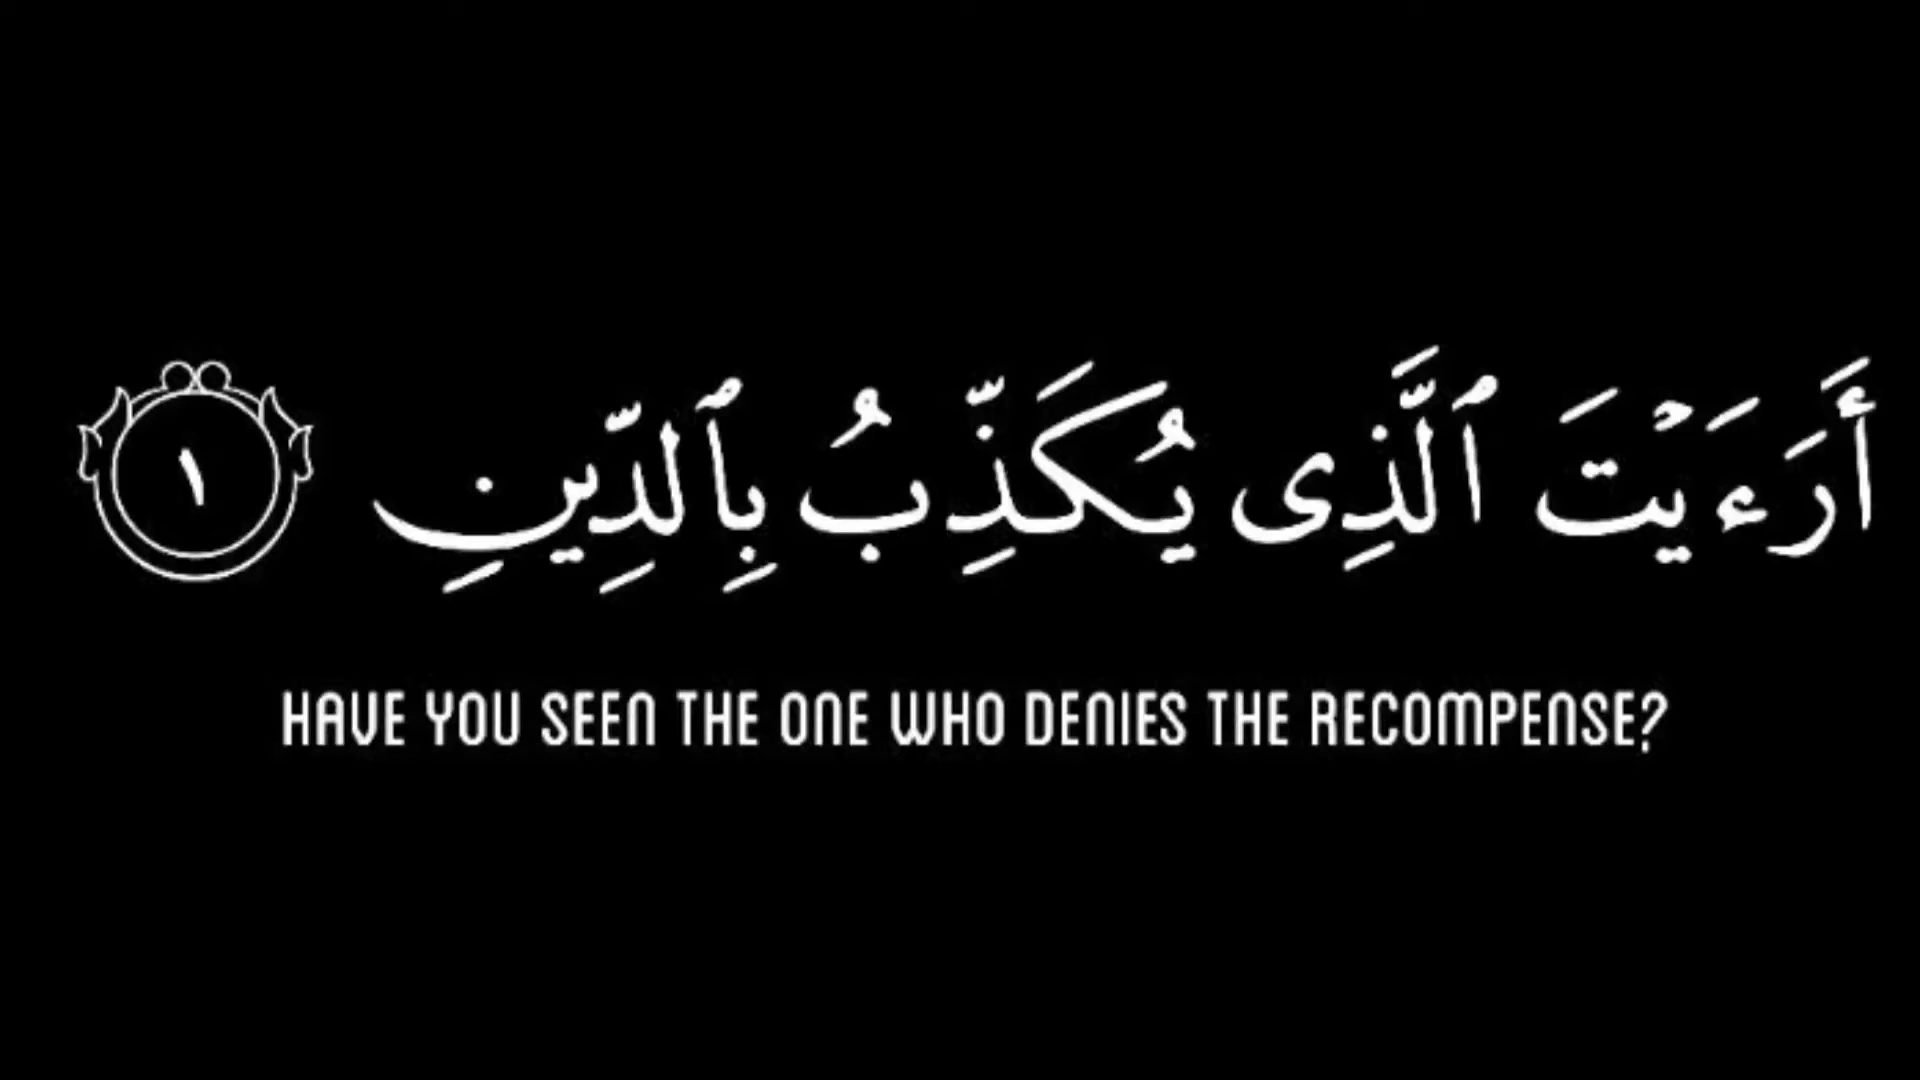 أَرَءَيۡتَ ٱلَّذِى يُكَذِّبُ بِٱلدِّينِ ١
HAVE YOU SEEN THE ONE WHO DENIES THE RECOMPENSE?